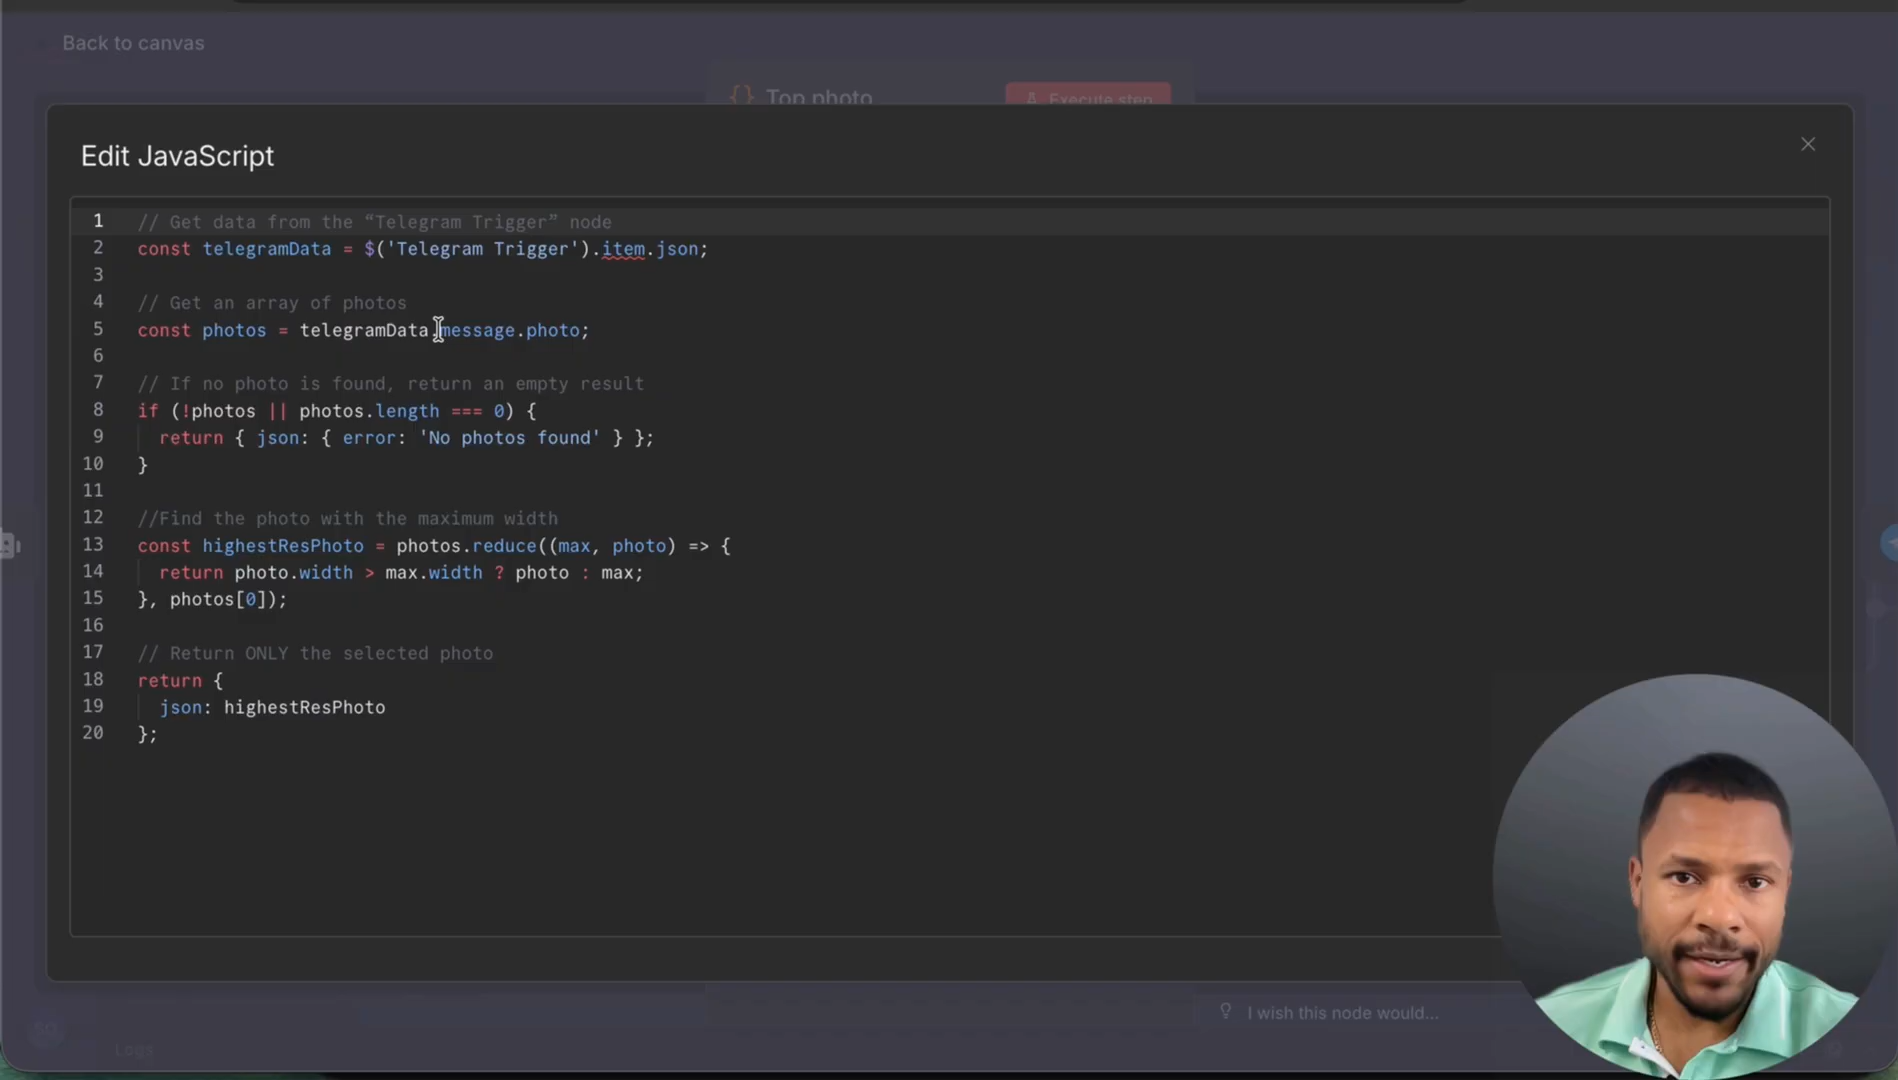 Back to canvas
{} Top photo
Execute step
Edit JavaScript
1 // Get data from the “Telegram Trigger” node
2 const telegramData = $('Telegram Trigger').item.json;
3
4 // Get an array of photos
5 const photos = telegramData.message.photo;
6
7 // If no photo is found, return an empty result
8 if (!photos || photos.length === 0) {
9 return { json: { error: 'No photos found' } };
10 }
11
12 //Find the photo with the maximum width
13 const highestResPhoto = photos.reduce((max, photo) => {
14 return photo.width > max.width ? photo : max;
15 }, photos[0]);
16
17 // Return ONLY the selected photo
18 return {
19 json: highestResPhoto
20 };
I wish this node would...
Logs